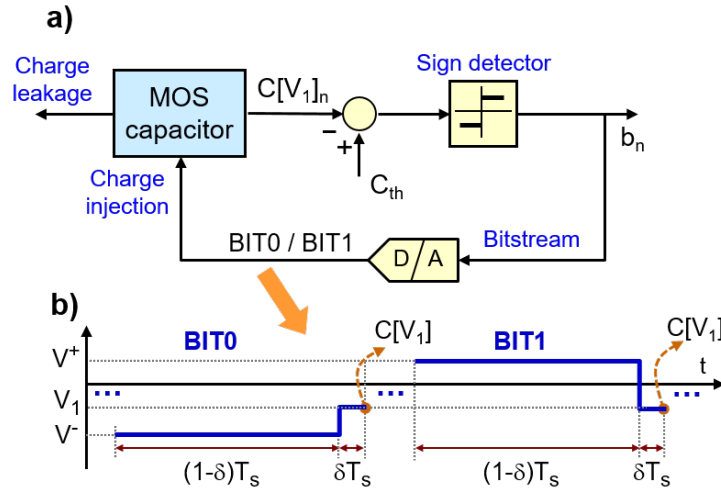 a)
Charge
leakage
MOS
capacitor
C[V₁]ₙ
−
+
Cth
Sign detector
bₙ
Charge
injection
BIT0 / BIT1
D/A
Bitstream
b)
BIT0
C[V₁]
BIT1
C[V₁]
V⁺
t
...
...
...
V₁
V⁻
(1-δ)Tₛ
δTₛ
(1-δ)Tₛ
δTₛ